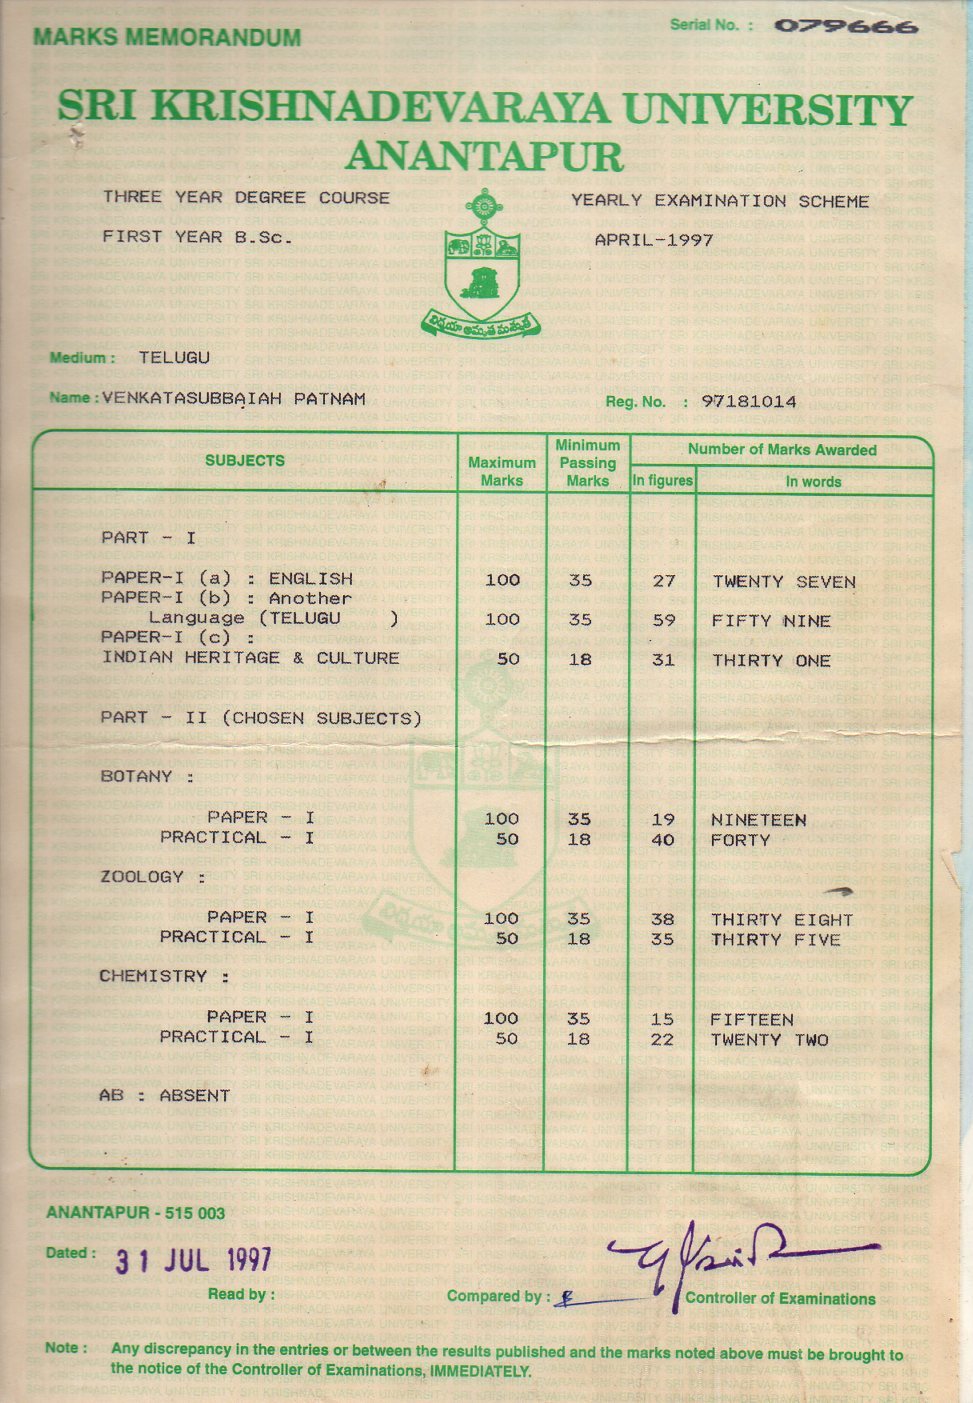 MARKS MEMORANDUM
Serial No. : 079666
SRI KRISHNADEVARAYA UNIVERSITY
ANANTAPUR
THREE YEAR DEGREE COURSE YEARLY EXAMINATION SCHEME
FIRST YEAR B.Sc. APRIL-1997
Medium : TELUGU
Name : VENKATASUBBAIAH PATNAM Reg. No. : 97181014
SUBJECTS Maximum Marks Minimum Passing Marks Number of Marks Awarded
In figures In words
PART - I
PAPER-I (a) : ENGLISH 100 35 27 TWENTY SEVEN
PAPER-I (b) : Another
Language (TELUGU ) 100 35 59 FIFTY NINE
PAPER-I (c) :
INDIAN HERITAGE & CULTURE 50 18 31 THIRTY ONE
PART - II (CHOSEN SUBJECTS)
BOTANY :
PAPER - I 100 35 19 NINETEEN
PRACTICAL - I 50 18 40 FORTY
ZOOLOGY :
PAPER - I 100 35 38 THIRTY EIGHT
PRACTICAL - I 50 18 35 THIRTY FIVE
CHEMISTRY :
PAPER - I 100 35 15 FIFTEEN
PRACTICAL - I 50 18 22 TWENTY TWO
AB : ABSENT
ANANTAPUR - 515 003
Dated : 31 JUL 1997
Read by :
Compared by :
Controller of Examinations
Note : Any discrepancy in the entries or between the results published and the marks noted above must be brought to
the notice of the Controller of Examinations, IMMEDIATELY.